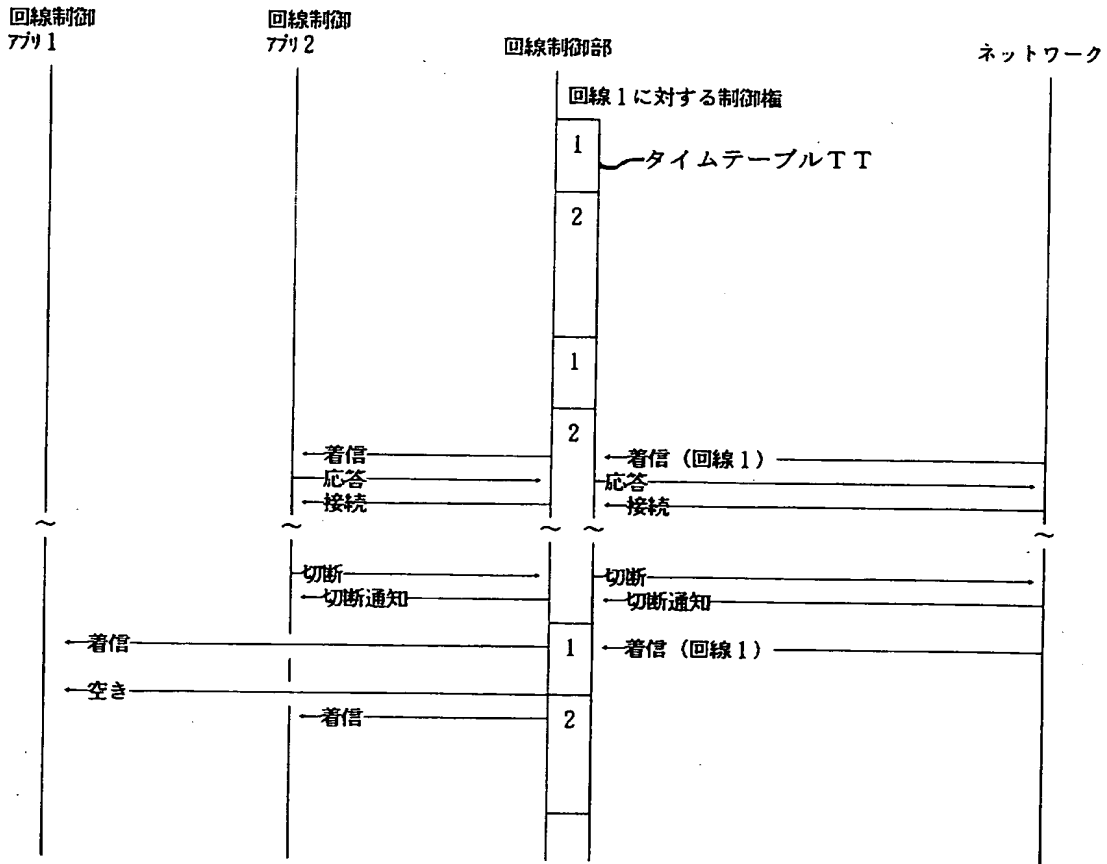 回線制御
アプリ1
回線制御
アプリ2
回線制御部
ネットワーク
回線1に対する制御権
1
タイムテーブルTT
2
1
2
着信
着信(回線1)
応答
応答
接続
接続
~
~
~
~
~
切断
切断
切断通知
切断通知
着信
1
着信(回線1)
空き
着信
2